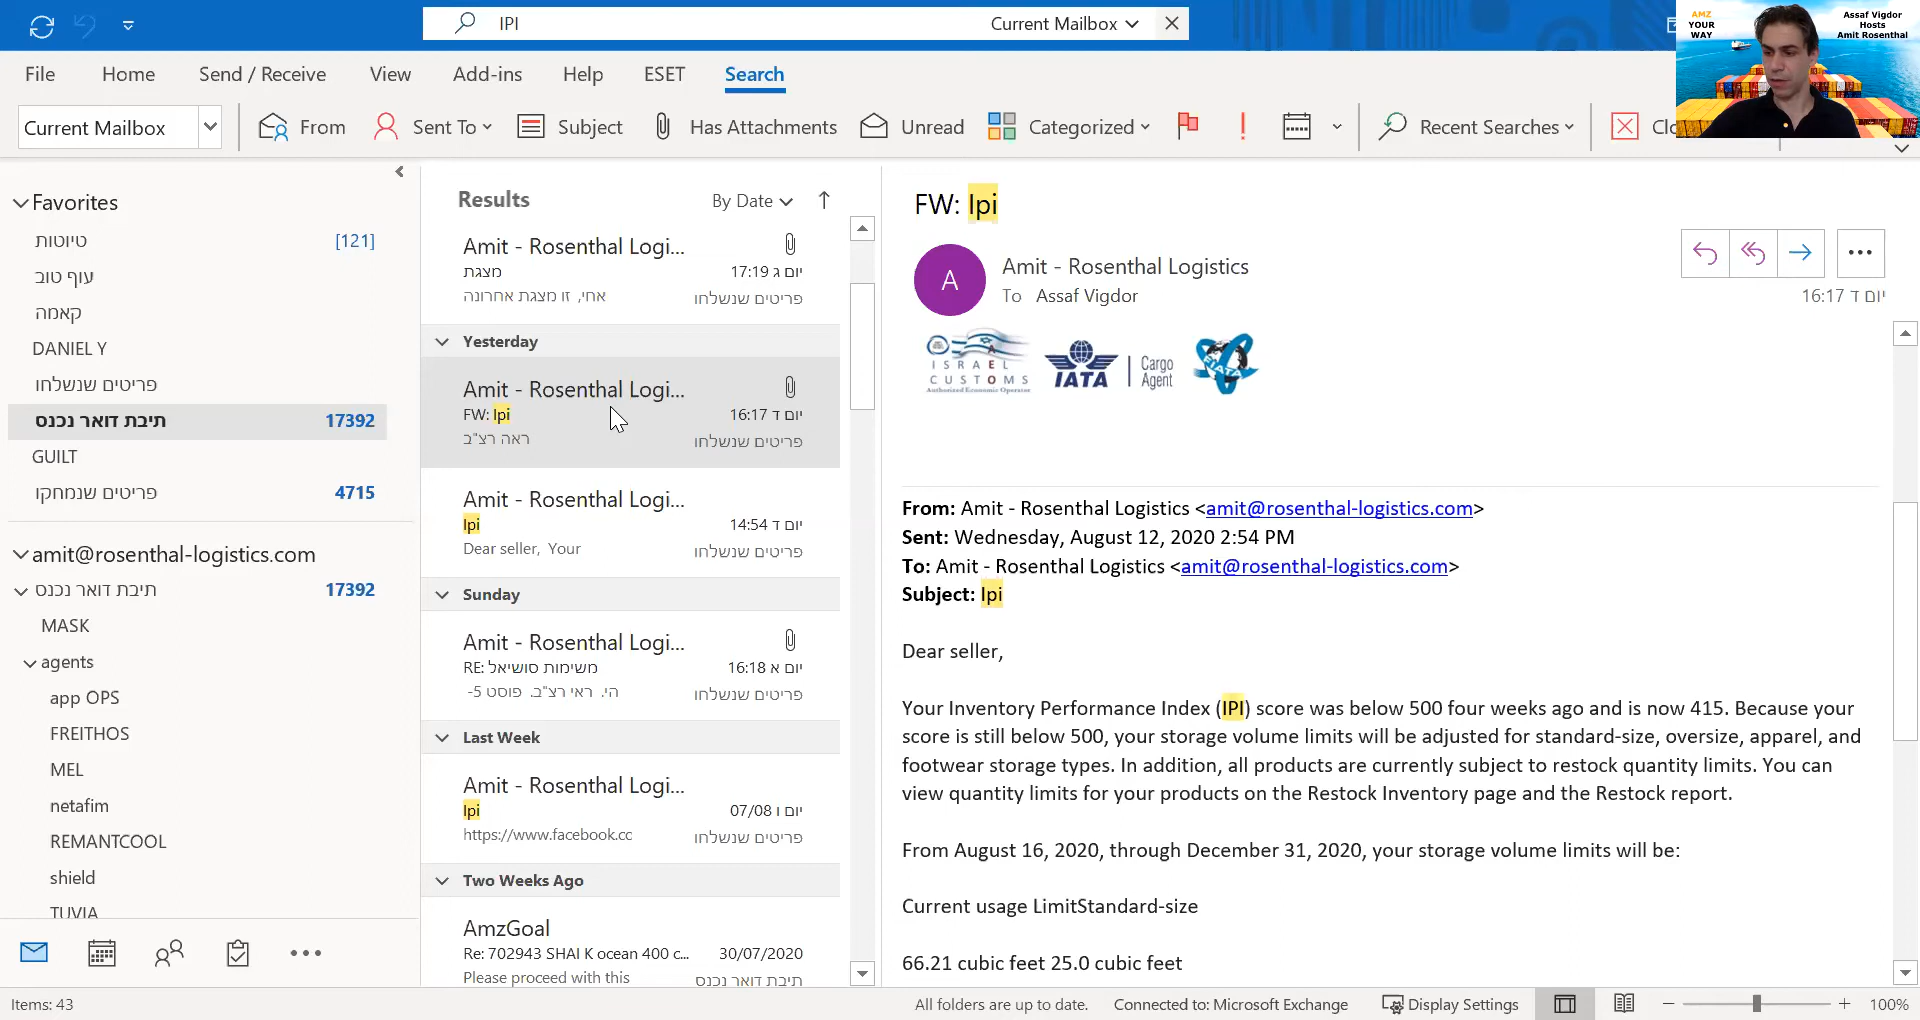 IPI
Current Mailbox
AMZ
YOUR
WAY
Assaf Vigdor
Hosts
Amit Rosenthal
File Home Send / Receive View Add-ins Help ESET Search
Current Mailbox From Sent To Subject Has Attachments Unread Categorized Recent Searches Clo
Favorites
טיוטות [121]
עוף טוב
קאמה
DANIEL Y
פריטים שנשלחו
תיבת דואר נכנס 17392
GUILT
פריטים שנמחקו 4715
amit@rosenthal-logistics.com
תיבת דואר נכנס 17392
MASK
agents
app OPS
FREITHOS
MEL
netafim
REMANTCOOL
shield
TUVIA
Results By Date
Amit - Rosenthal Logi...
מצגת
יום ג 17:19
אחי, זו מצגת אחרונה
פריטים שנשלחו
Yesterday
Amit - Rosenthal Logi...
FW: Ipi
יום ד 16:17
ראה רצ"ב
פריטים שנשלחו
Amit - Rosenthal Logi...
Ipi
יום ד 14:54
Dear seller, Your
פריטים שנשלחו
Sunday
Amit - Rosenthal Logi...
RE: משימות סושיאל
יום א 16:18
הי, ראי רצ"ב. פוסט 5-
פריטים שנשלחו
Last Week
Amit - Rosenthal Logi...
Ipi
יום ו 07/08
https://www.facebook.cc
פריטים שנשלחו
Two Weeks Ago
AmzGoal
Re: 702943 SHAI K ocean 400 c... 30/07/2020
Please proceed with this
תיבת דואר נכנס
FW: Ipi
A
Amit - Rosenthal Logistics
To Assaf Vigdor
יום ד 16:17
ISRAEL
CUSTOMS
Authorized Economic Operator
IATA
Cargo
Agent
FIATA
From: Amit - Rosenthal Logistics <amit@rosenthal-logistics.com>
Sent: Wednesday, August 12, 2020 2:54 PM
To: Amit - Rosenthal Logistics <amit@rosenthal-logistics.com>
Subject: Ipi
Dear seller,
Your Inventory Performance Index (IPI) score was below 500 four weeks ago and is now 415. Because your
score is still below 500, your storage volume limits will be adjusted for standard-size, oversize, apparel, and
footwear storage types. In addition, all products are currently subject to restock quantity limits. You can
view quantity limits for your products on the Restock Inventory page and the Restock report.
From August 16, 2020, through December 31, 2020, your storage volume limits will be:
Current usage LimitStandard-size
66.21 cubic feet 25.0 cubic feet
Items: 43 All folders are up to date. Connected to: Microsoft Exchange Display Settings 100%